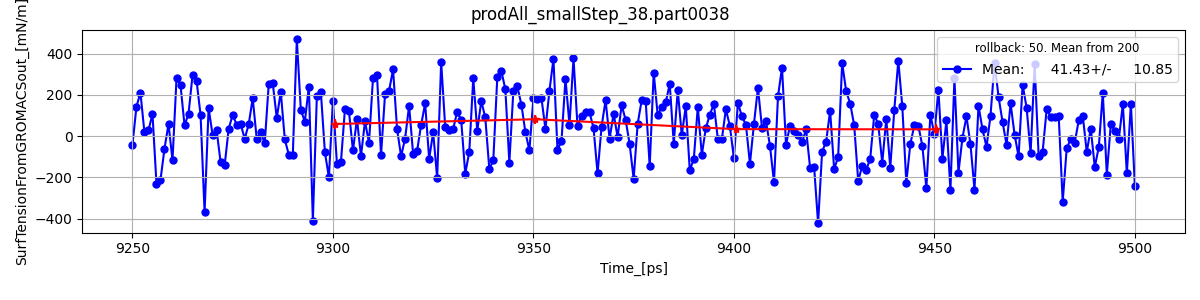 prodAll_smallStep_38.part0038
SurfTensionFromGROMACSout_[mN/m]
400
200
0
−200
−400
rollback: 50. Mean from 200
Mean: 41.43+/- 10.85
9250 9300 9350 9400 9450 9500
Time_[ps]